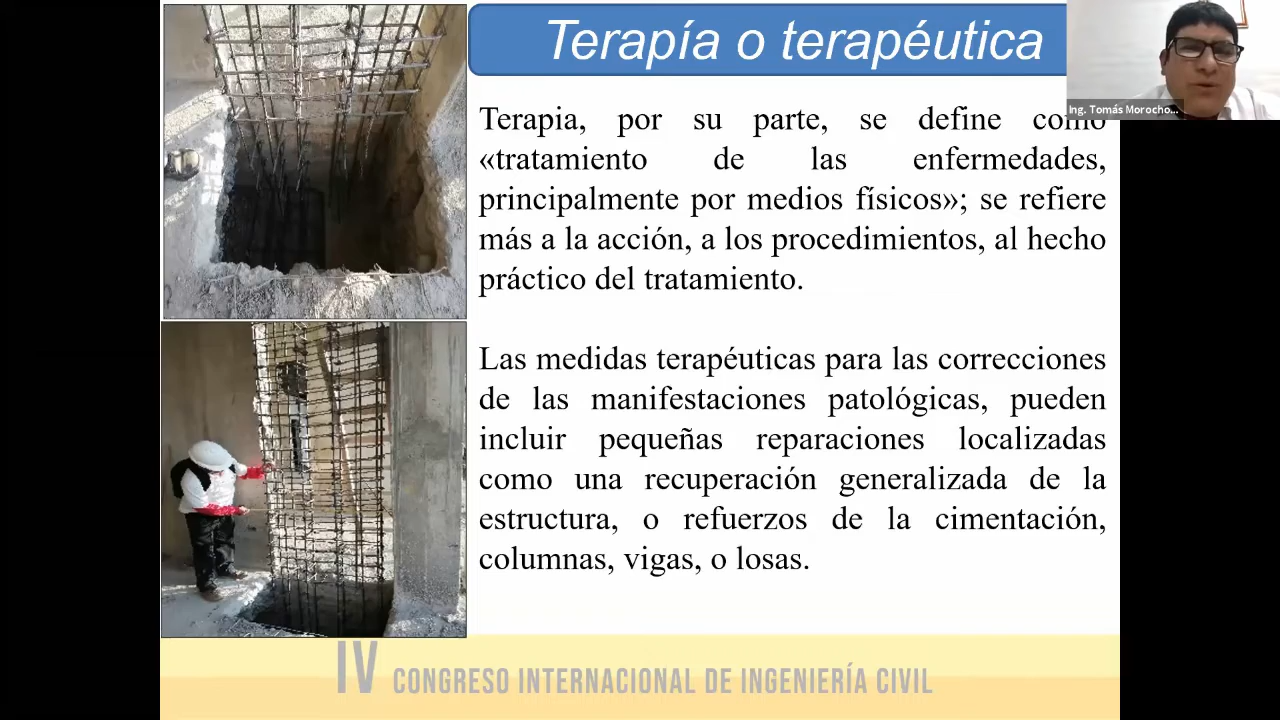 Terapía o terapéutica
Ing. Tomás Morocho...
Terapia, por su parte, se define como
«tratamiento de las enfermedades,
principalmente por medios físicos»; se refiere
más a la acción, a los procedimientos, al hecho
práctico del tratamiento.
Las medidas terapéuticas para las correcciones
de las manifestaciones patológicas, pueden
incluir pequeñas reparaciones localizadas
como una recuperación generalizada de la
estructura, o refuerzos de la cimentación,
columnas, vigas, o losas.
IV CONGRESO INTERNACIONAL DE INGENIERÍA CIVIL